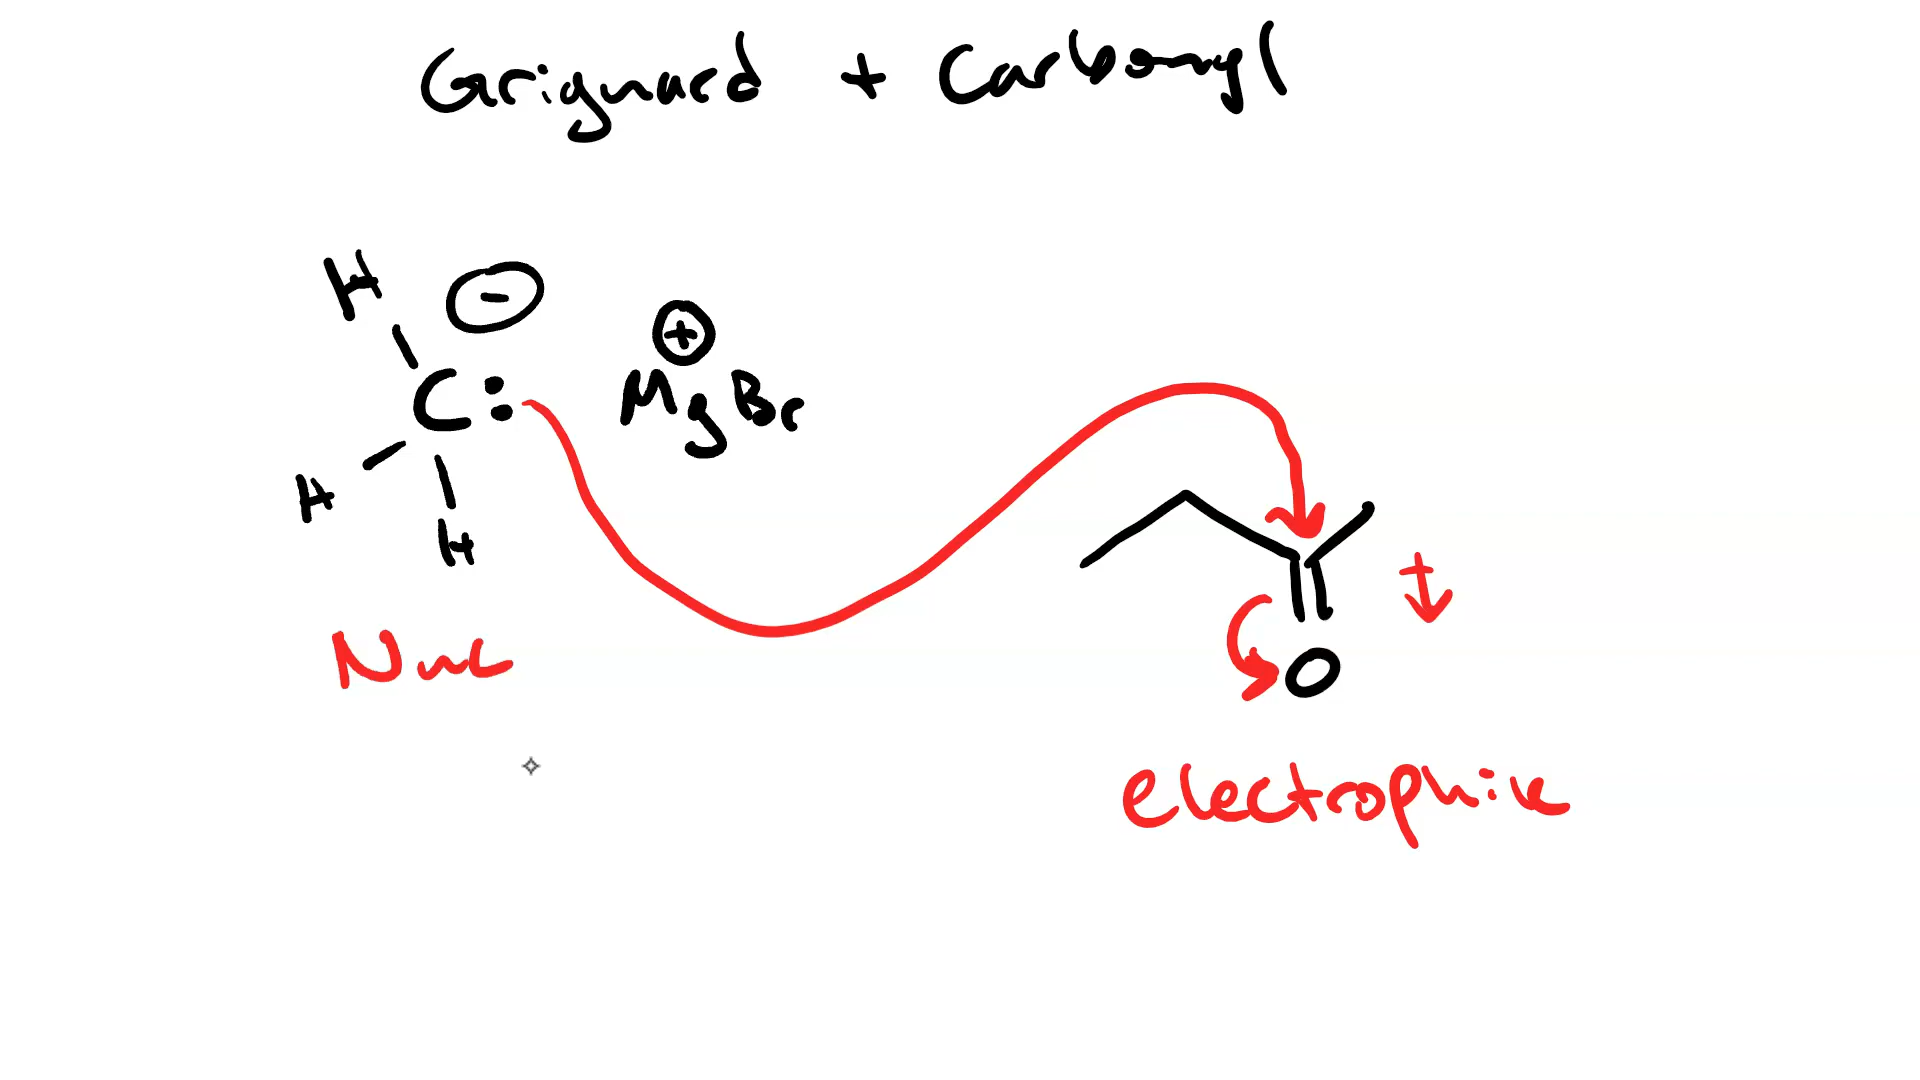 Grignard + Carbonyl
H ⊖
⊕
C: MgBr
H
H
O
Nuc
electrophile